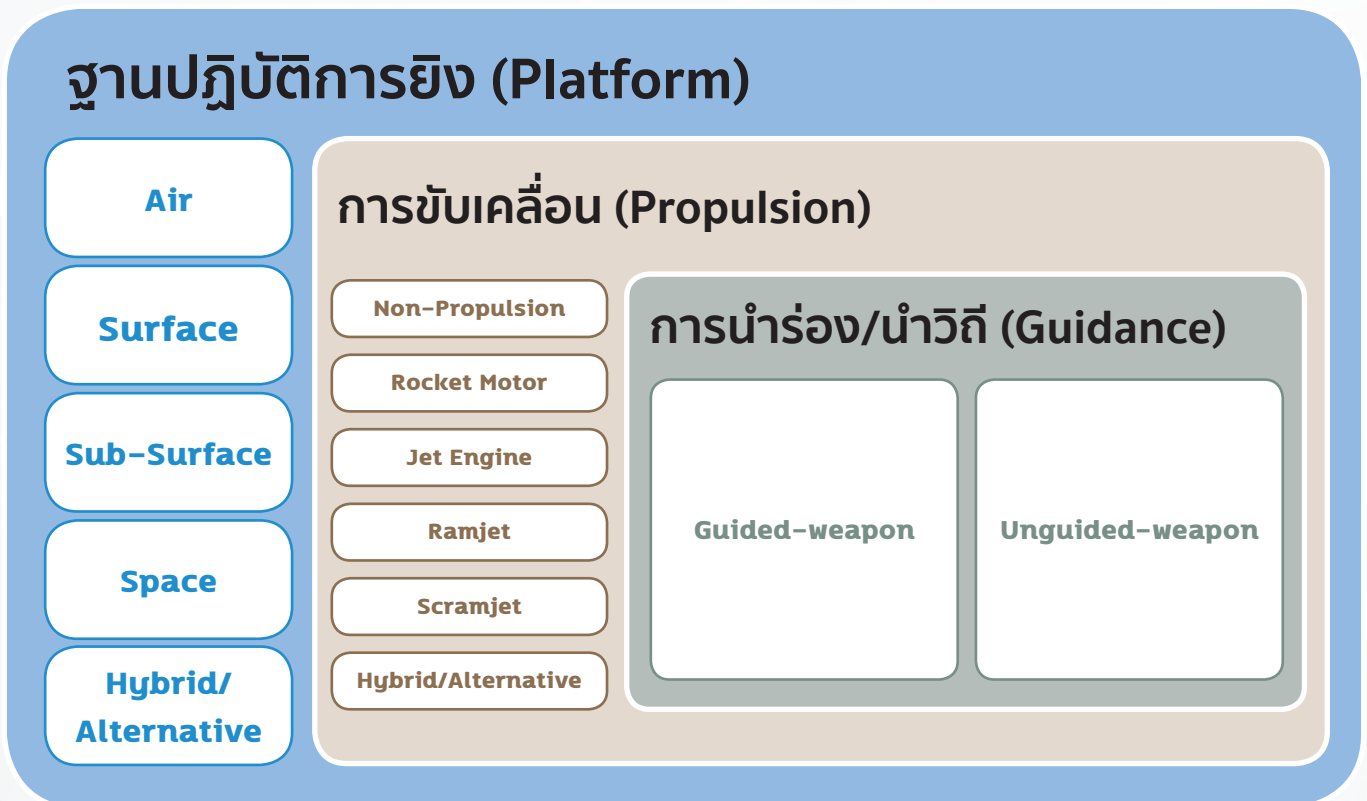 ฐานปฏิบัติการยิง (Platform)
Air
Surface
Sub-Surface
Space
Hybrid/
Alternative
การขับเคลื่อน (Propulsion)
Non-Propulsion
Rocket Motor
Jet Engine
Ramjet
Scramjet
Hybrid/Alternative
การนำร่อง/นำวิถี (Guidance)
Guided-weapon
Unguided-weapon